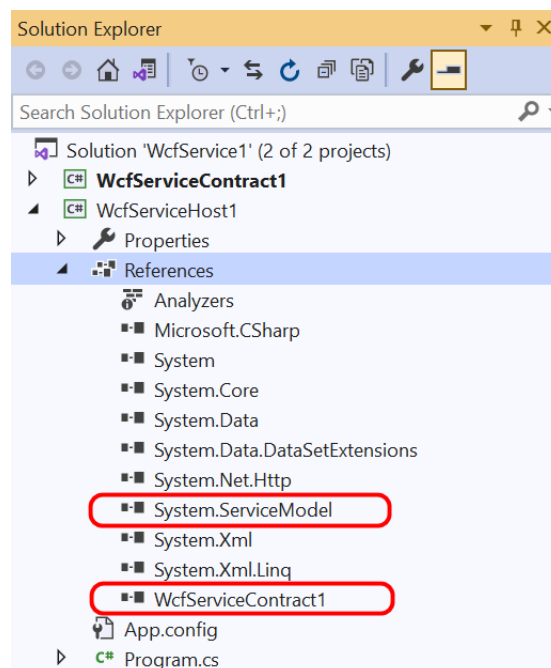 Solution Explorer
Search Solution Explorer (Ctrl+;)
Solution 'WcfService1' (2 of 2 projects)
C# WcfServiceContract1
C# WcfServiceHost1
Properties
References
Analyzers
Microsoft.CSharp
System
System.Core
System.Data
System.Data.DataSetExtensions
System.Net.Http
System.ServiceModel
System.Xml
System.Xml.Linq
WcfServiceContract1
App.config
C# Program.cs